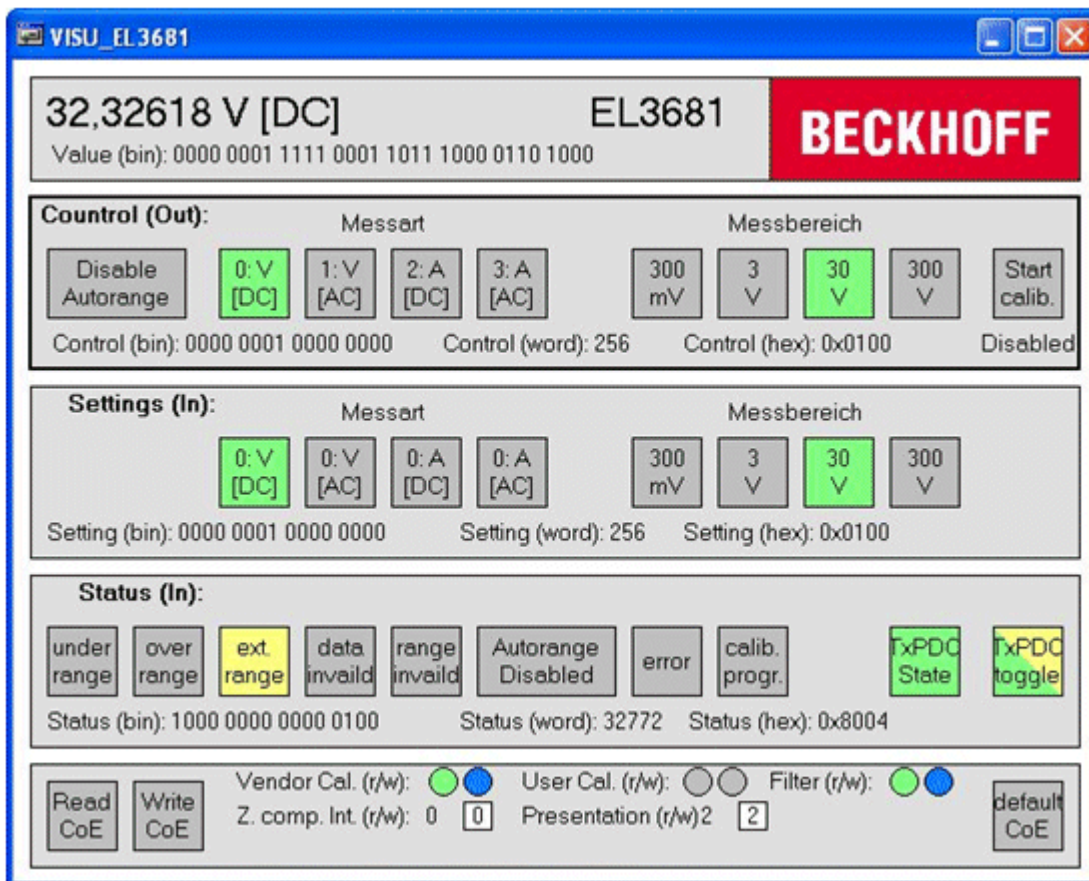 VISU_EL3681
32,32618 V [DC] EL3681 BECKHOFF
Value (bin): 0000 0001 1111 0001 1011 1000 0110 1000
Countrol (Out):
Messart Messbereich
Disable Autorange 0: V [DC] 1: V [AC] 2: A [DC] 3: A [AC] 300 mV 3 V 30 V 300 V Start calib.
Control (bin): 0000 0001 0000 0000 Control (word): 256 Control (hex): 0x0100 Disabled
Settings (In):
Messart Messbereich
0: V [DC] 0: V [AC] 0: A [DC] 0: A [AC] 300 mV 3 V 30 V 300 V
Setting (bin): 0000 0001 0000 0000 Setting (word): 256 Setting (hex): 0x0100
Status (In):
under range over range ext. range data invaild range invaild Autorange Disabled error calib. progr. TxPDO State TxPDO toggle
Status (bin): 1000 0000 0000 0100 Status (word): 32772 Status (hex): 0x8004
Read CoE Write CoE
Vendor Cal. (r/w): User Cal. (r/w): Filter (r/w):
Z. comp. Int. (r/w): 0 0 Presentation (r/w)2 2
default CoE